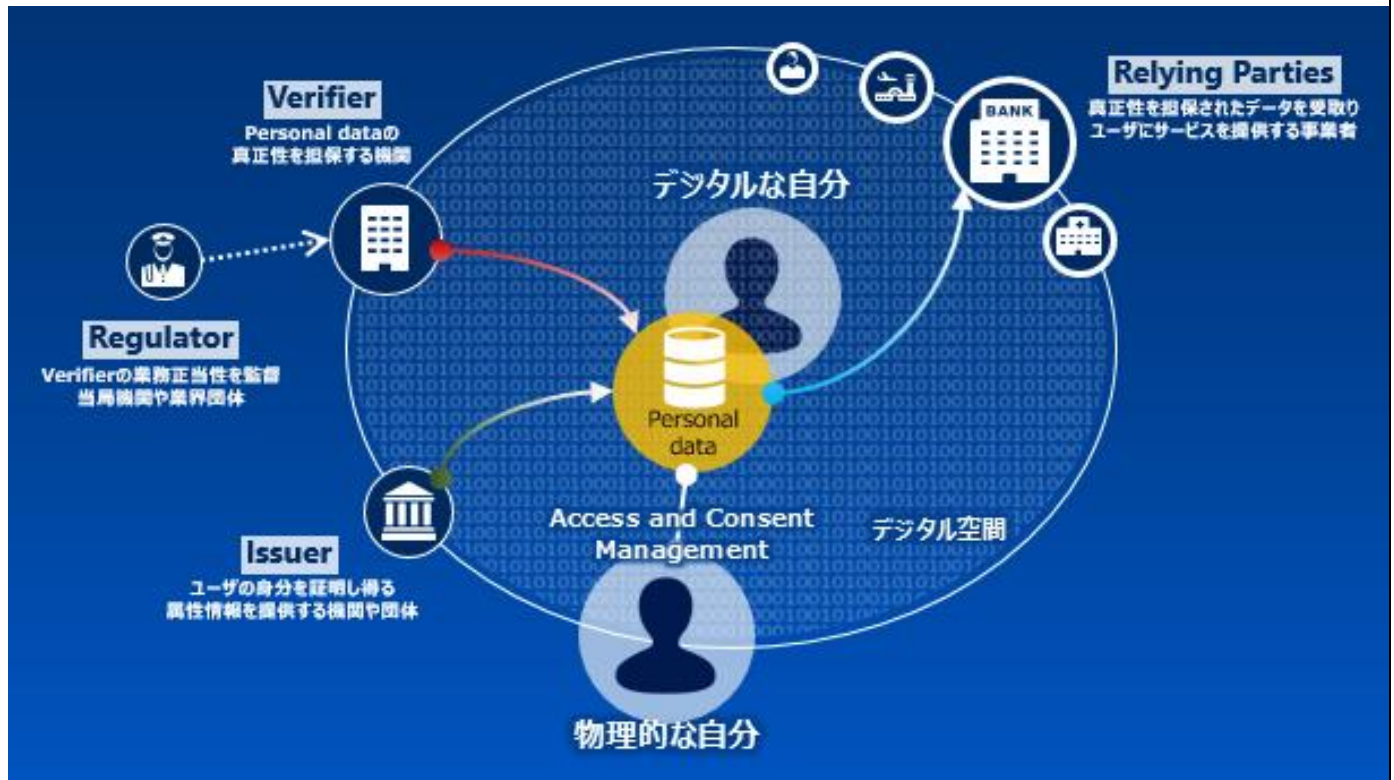 Verifier
Personal dataの
真正性を担保する機関
Relying Parties
真正性を担保されたデータを受取り
ユーザにサービスを提供する事業者
BANK
デジタルな自分
Regulator
Verifierの業務正当性を監督
当局機関や業界団体
Personal
data
Access and Consent
Management
デジタル空間
Issuer
ユーザの身分を証明し得る
属性情報を提供する機関や団体
物理的な自分